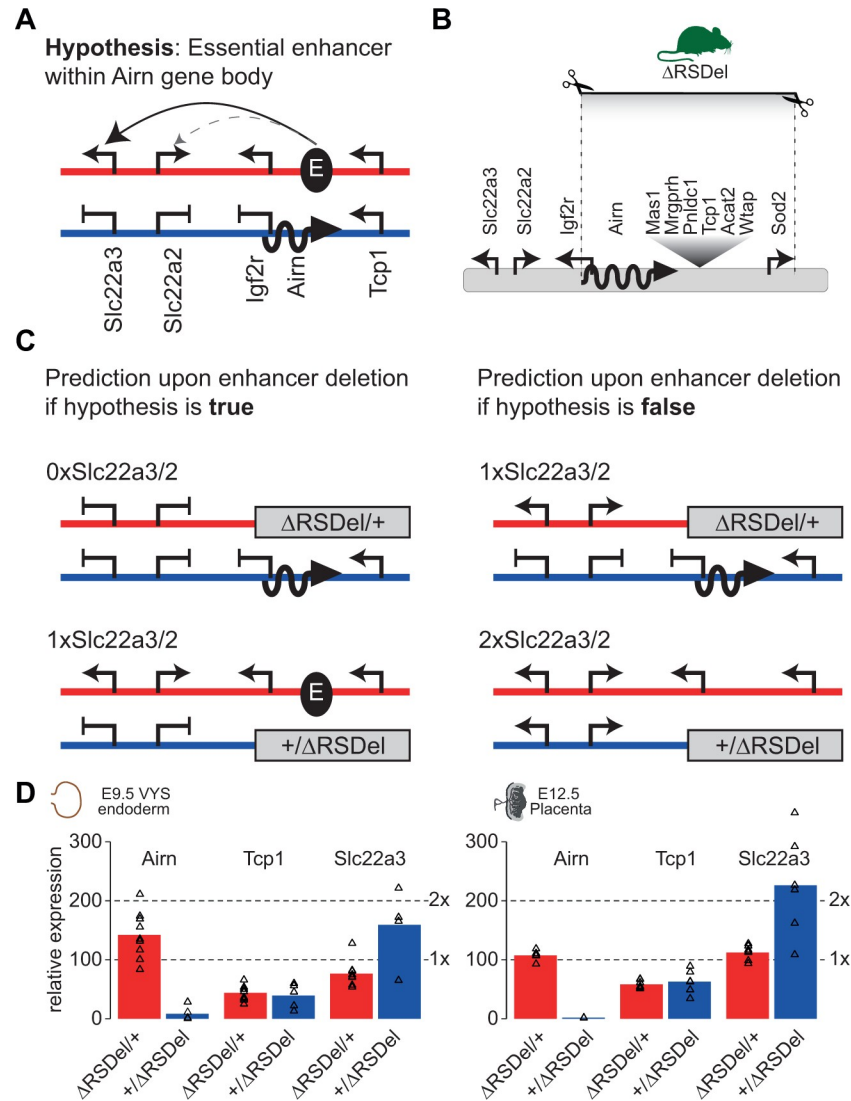 A
Hypothesis: Essential enhancer
within Airn gene body
E
Slc22a3
Slc22a2
Igf2r
Airn
Tcp1
B
ΔRSDel
Slc22a3
Slc22a2
Igf2r
Airn
Mas1
Mrgprh
Pnldc1
Tcp1
Acat2
Wtap
Sod2
C
Prediction upon enhancer deletion
if hypothesis is true
0xSlc22a3/2
ΔRSDel/+
1xSlc22a3/2
E
+/ΔRSDel
Prediction upon enhancer deletion
if hypothesis is false
1xSlc22a3/2
ΔRSDel/+
2xSlc22a3/2
+/ΔRSDel
D
E9.5 VYS
endoderm
relative expression
300
200
100
0
Airn
Tcp1
Slc22a3
2x
1x
ΔRSDel/+
+/ΔRSDel
ΔRSDel/+
+/ΔRSDel
ΔRSDel/+
+/ΔRSDel
E12.5
Placenta
300
200
100
0
Airn
Tcp1
Slc22a3
2x
1x
ΔRSDel/+
+/ΔRSDel
ΔRSDel/+
+/ΔRSDel
ΔRSDel/+
+/ΔRSDel